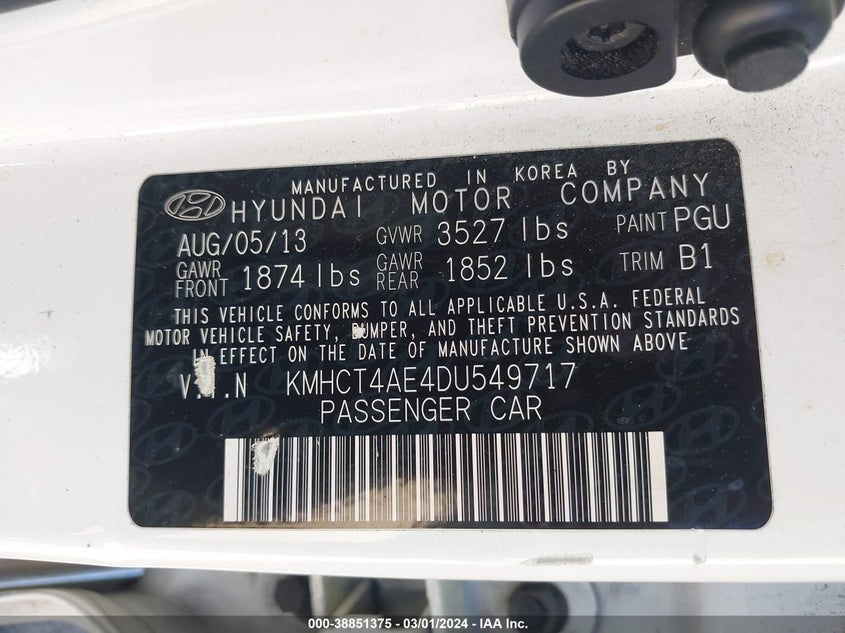 MANUFACTURED IN KOREA BY
HYUNDAI MOTOR COMPANY
AUG/05/13 GVWR 3527 lbs PAINT PGU
GAWR FRONT 1874 lbs GAWR REAR 1852 lbs TRIM B1
THIS VEHICLE CONFORMS TO ALL APPLICABLE U.S.A. FEDERAL
MOTOR VEHICLE SAFETY, BUMPER, AND THEFT PREVENTION STANDARDS
IN EFFECT ON THE DATE OF MANUFACTURE SHOWN ABOVE
V.I.N KMHCT4AE4DU549717
PASSENGER CAR
000-38851375 — 03/01/2024 — © IAA Inc.